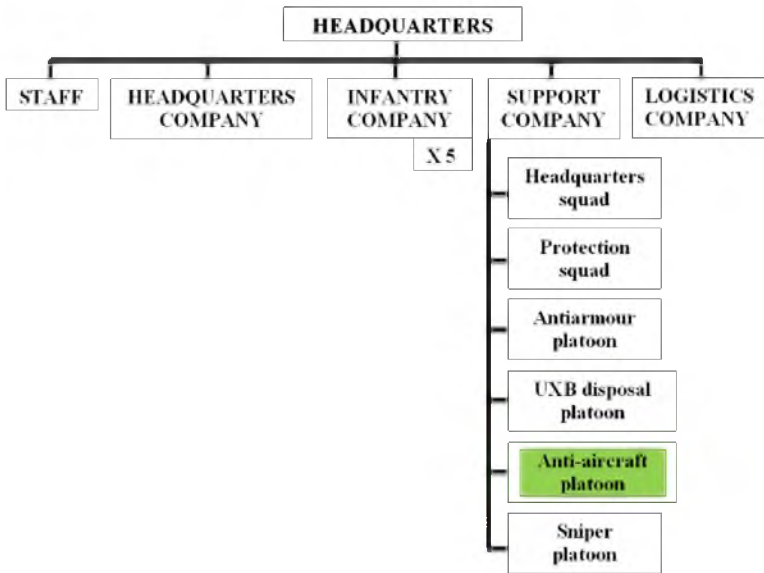 HEADQUARTERS
STAFF
HEADQUARTERS
COMPANY
INFANTRY
COMPANY
X 5
SUPPORT
COMPANY
LOGISTICS
COMPANY
Headquarters
squad
Protection
squad
Antiarmour
platoon
UXB disposal
platoon
Anti-aircraft
platoon
Sniper
platoon